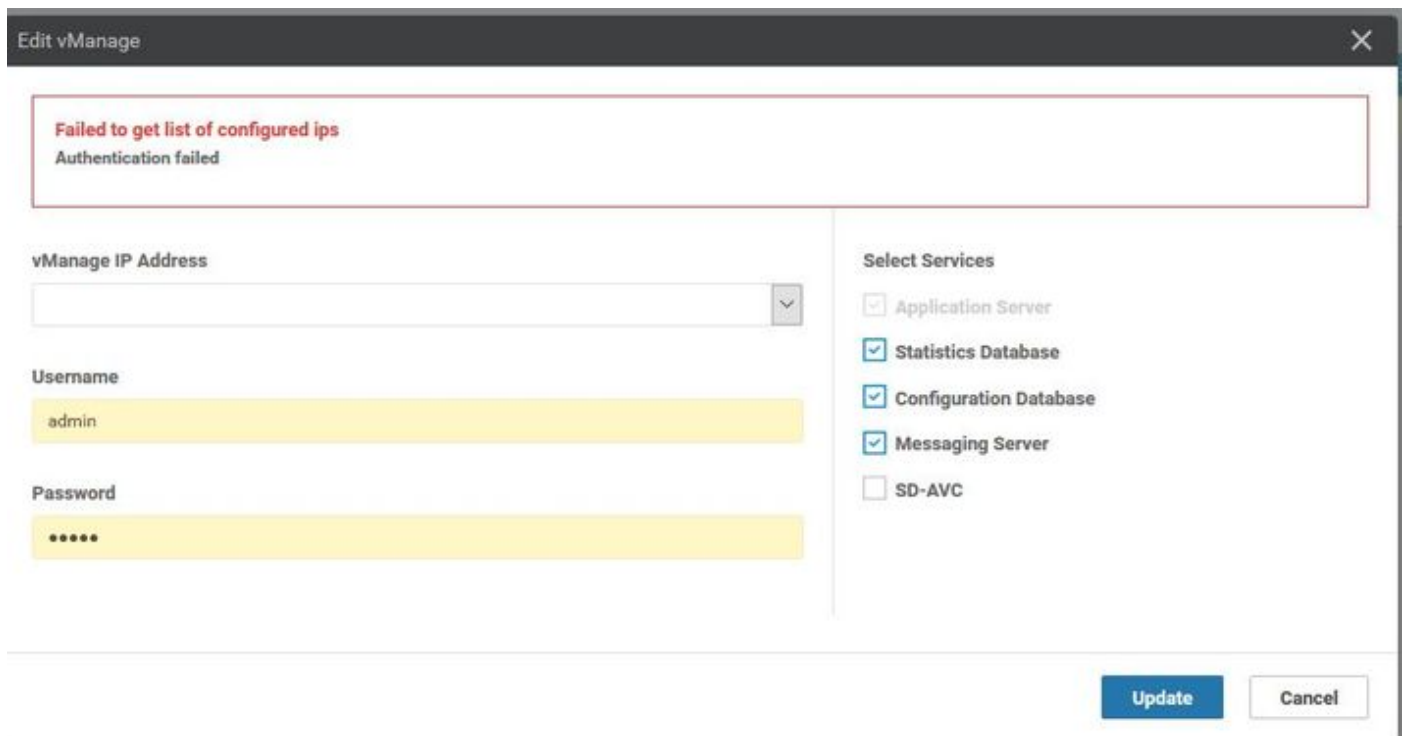 Edit vManage
Failed to get list of configured ips
Authentication failed
vManage IP Address
Username
admin
Password
•••••
Select Services
Application Server
Statistics Database
Configuration Database
Messaging Server
SD-AVC
Update
Cancel